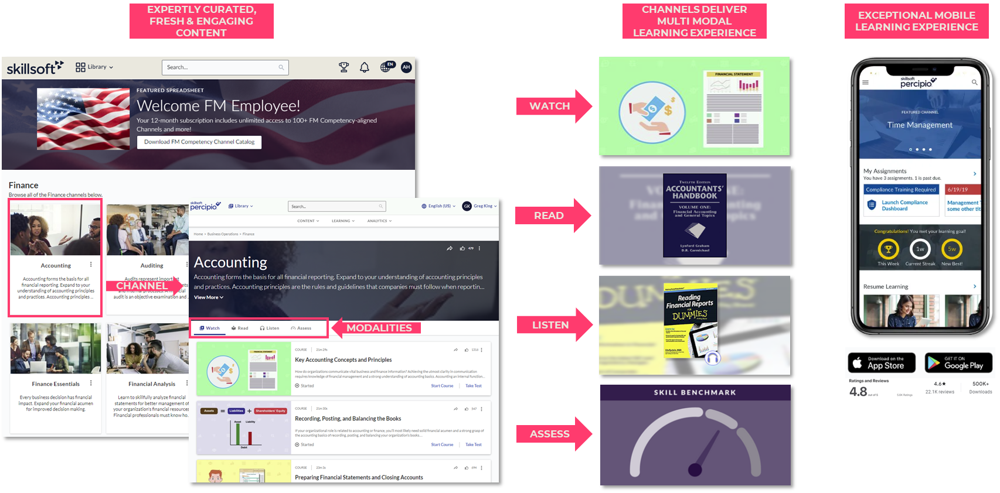 EXPERTLY CURATED,
FRESH & ENGAGING
CONTENT
CHANNELS DELIVER
MULTI MODAL
LEARNING EXPERIENCE
EXCEPTIONAL MOBILE
LEARNING EXPERIENCE
skillsoft
Library
Search...
EN
AH
FEATURED SPREADSHEET
Welcome FM Employee!
Your 12-month subscription includes unlimited access to 100+ FM Competency-aligned
Channels and more!
Download FM Competency Channel Catalog
Finance
Browse all of the Finance channels below.
Accounting
Accounting forms the basis for all
financial reporting. Expand to your
understanding of accounting principles
and practices. Accounting principles ...
Auditing
Audits represent important
audit is an objective examination and
CHANNEL
Finance Essentials
Every business decision has financial
impact. Expand your financial acumen
for improved decision making.
Financial Analysis
Learn to skillfully analyze financial
statements for better management of
your organization's financial resources
Financial professionals must know ho..
skillsoft
percipio
Library
Search...
English (US)
GK
Greg King
CONTENT
LEARNING
ANALYTICS
Home > Business Operations > Finance
479
Accounting
Accounting forms the basis for all financial reporting. Expand to your understanding of accounting principles
and practices. Accounting principles are the rules and guidelines that companies must follow when reportin...
View More
Watch
Read
Listen
Assess
MODALITIES
FINANCIAL STATEMENT
COURSE | 21m 29s
1316
Key Accounting Concepts and Principles
How do organizations communicate vital business and finance information? Achieving the utmost clarity in communication
requires knowledge of financial management and a strong understanding of accounting basics. Accounting an internal function...
Started
Start Course
Take Test
Assets = Liabilities + Shareholders' Equity
Asset
Liability
Debit
COURSE | 21m 30s
547
Recording, Posting, and Balancing the Books
If your organizational role is related to accounting or finance, you'll most likely need solid financial acumen and a strong grasp of
the accounting basics of recording, posting, and balancing your organization's books....
Started
Start Course
Take Test
COURSE | 23m 3s
694
Preparing Financial Statements and Closing Accounts
WATCH
FINANCIAL STATEMENT
READ
TWELFTH EDITION
ACCOUNTANTS'
HANDBOOK
VOLUME ONE:
Financial Accounting
and General Topics
Lynford Graham
D.R. Carmichael
LISTEN
Reading
Financial Reports
FOR
DUMMIES
ASSESS
SKILL BENCHMARK
skillsoft
percipio
FEATURED CHANNEL
Time Management
My Assignments
You have 3 assignments. 1 is past due.
Compliance Training Required
6/19/19
Launch Compliance
Dashboard
Management
some other tit
Congratulations! You met your learning goal!
1w
5w
This Week
Current Streak
New Best!
Resume Learning
Download on the
App Store
GET IT ON
Google Play
Ratings and Reviews
4.8 out of 5
4.6★
22.1K reviews
500K+
Downloads